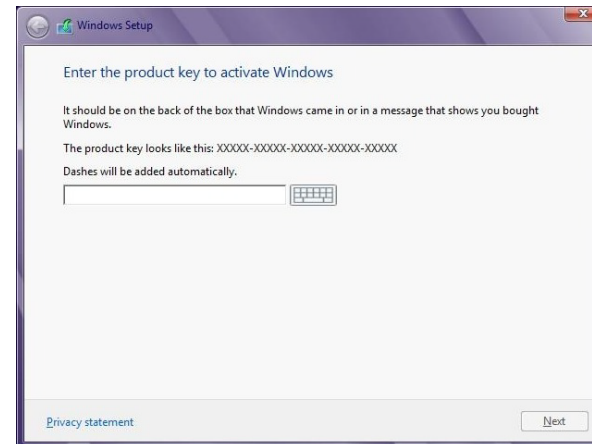 Windows Setup
Enter the product key to activate Windows
It should be on the back of the box that Windows came in or in a message that shows you bought
Windows.
The product key looks like this: XXXXX-XXXXX-XXXXX-XXXXX-XXXXX
Dashes will be added automatically.
Privacy statement
Next